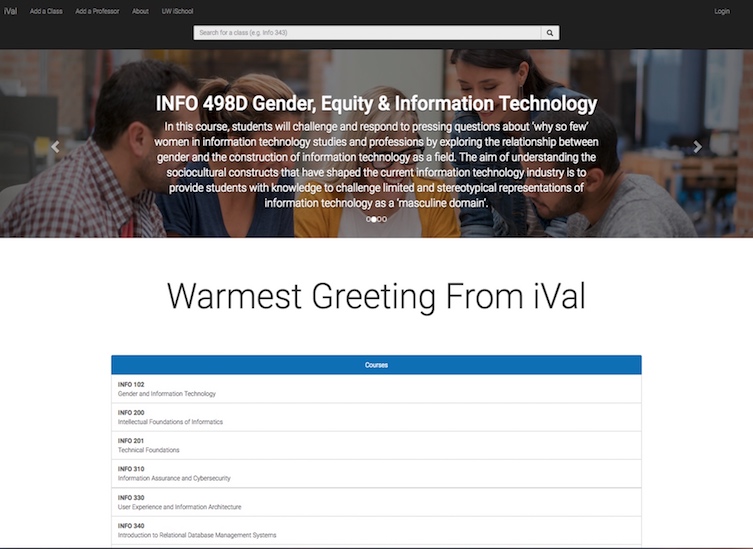 iVal Add a Class Add a Professor About UW iSchool Login
Search for a class (e.g. Info 343)
INFO 498D Gender, Equity & Information Technology
In this course, students will challenge and respond to pressing questions about 'why so few'
women in information technology studies and professions by exploring the relationship between
gender and the construction of information technology as a field. The aim of understanding the
sociocultural constructs that have shaped the current information technology industry is to
provide students with knowledge to challenge limited and stereotypical representations of
information technology as a 'masculine domain'.
Warmest Greeting From iVal
Courses
INFO 102
Gender and Information Technology
INFO 200
Intellectual Foundations of Informatics
INFO 201
Technical Foundations
INFO 310
Information Assurance and Cybersecurity
INFO 330
User Experience and Information Architecture
INFO 340
Introduction to Relational Database Management Systems